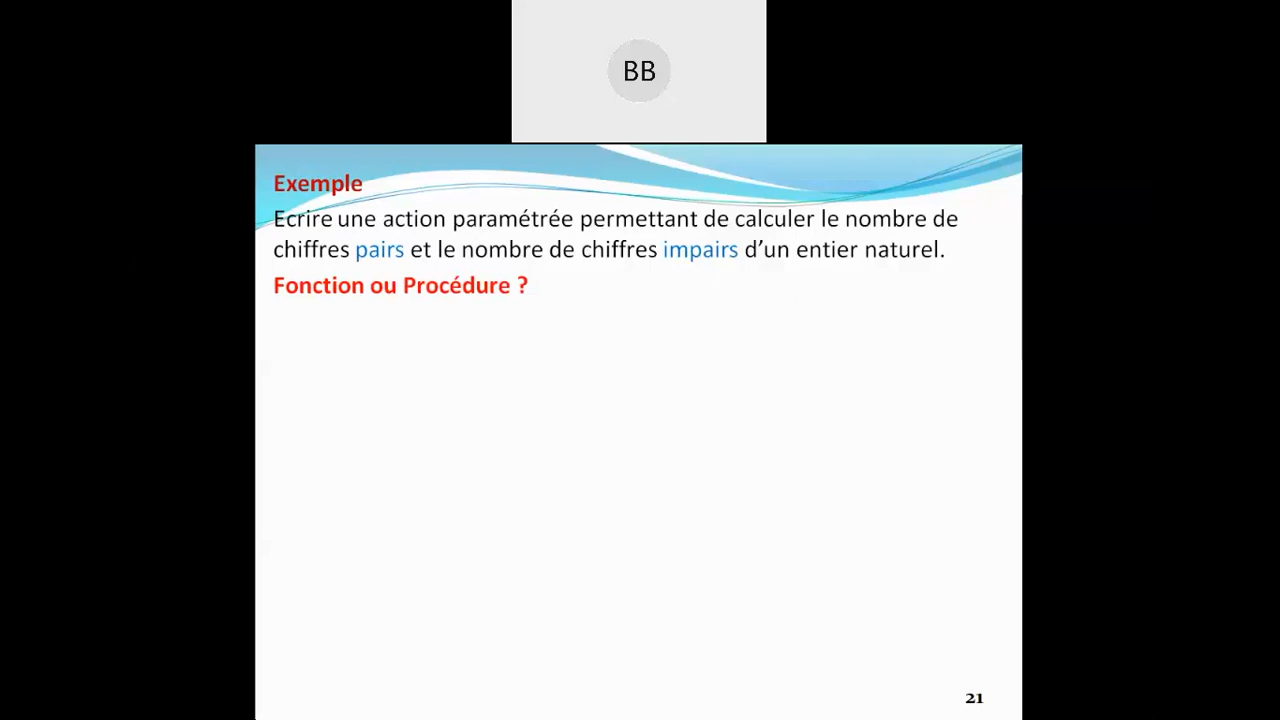 BB
Exemple
Ecrire une action paramétrée permettant de calculer le nombre de
chiffres pairs et le nombre de chiffres impairs d’un entier naturel.
Fonction ou Procédure ?
21